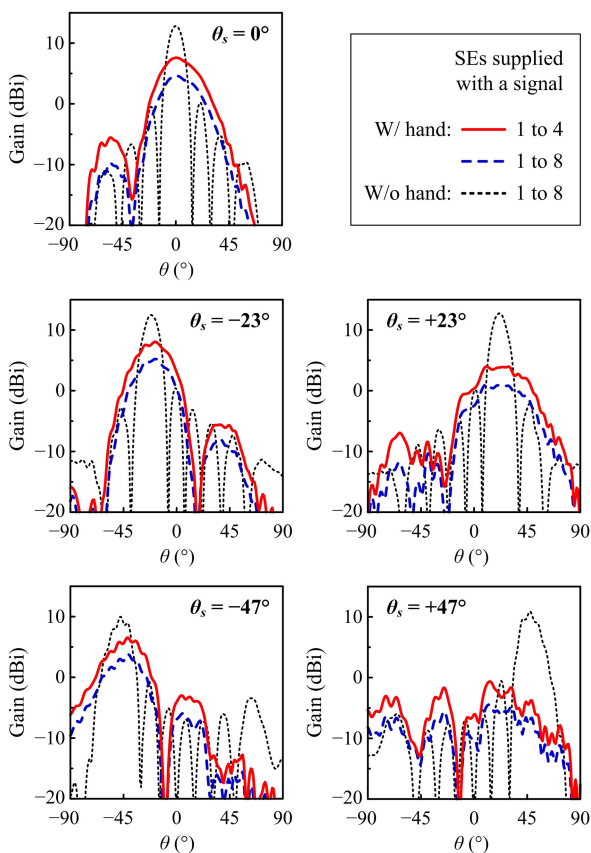 θs = 0°
Gain (dBi)
10
0
−10
−20
−90 −45 0 45 90
θ (°)
SEs supplied
with a signal
W/ hand: 1 to 4
1 to 8
W/o hand: 1 to 8
θs = −23°
Gain (dBi)
10
0
−10
−20
−90 −45 0 45 90
θ (°)
θs = +23°
Gain (dBi)
10
0
−10
−20
−90 −45 0 45 90
θ (°)
θs = −47°
Gain (dBi)
10
0
−10
−20
−90 −45 0 45 90
θ (°)
θs = +47°
Gain (dBi)
10
0
−10
−20
−90 −45 0 45 90
θ (°)